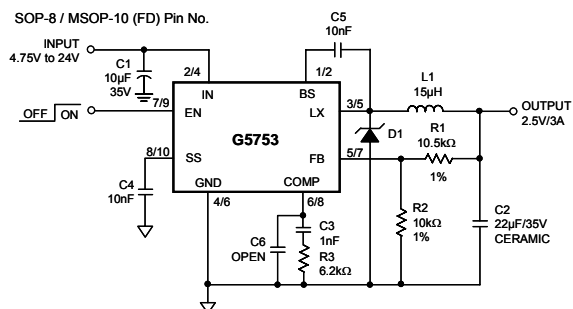 SOP-8 / MSOP-10 (FD) Pin No.
C5
10nF
INPUT
4.75V to 24V
C1
10µF
35V
2/4
1/2
L1
15µH
IN
BS
OFF
ON
7/9
EN
LX
3/5
OUTPUT
2.5V/3A
D1
R1
10.5kΩ
1%
G5753
8/10
SS
FB
5/7
C4
10nF
GND
COMP
4/6
6/8
C3
1nF
C6
OPEN
R3
6.2kΩ
R2
10kΩ
1%
C2
22µF/35V
CERAMIC